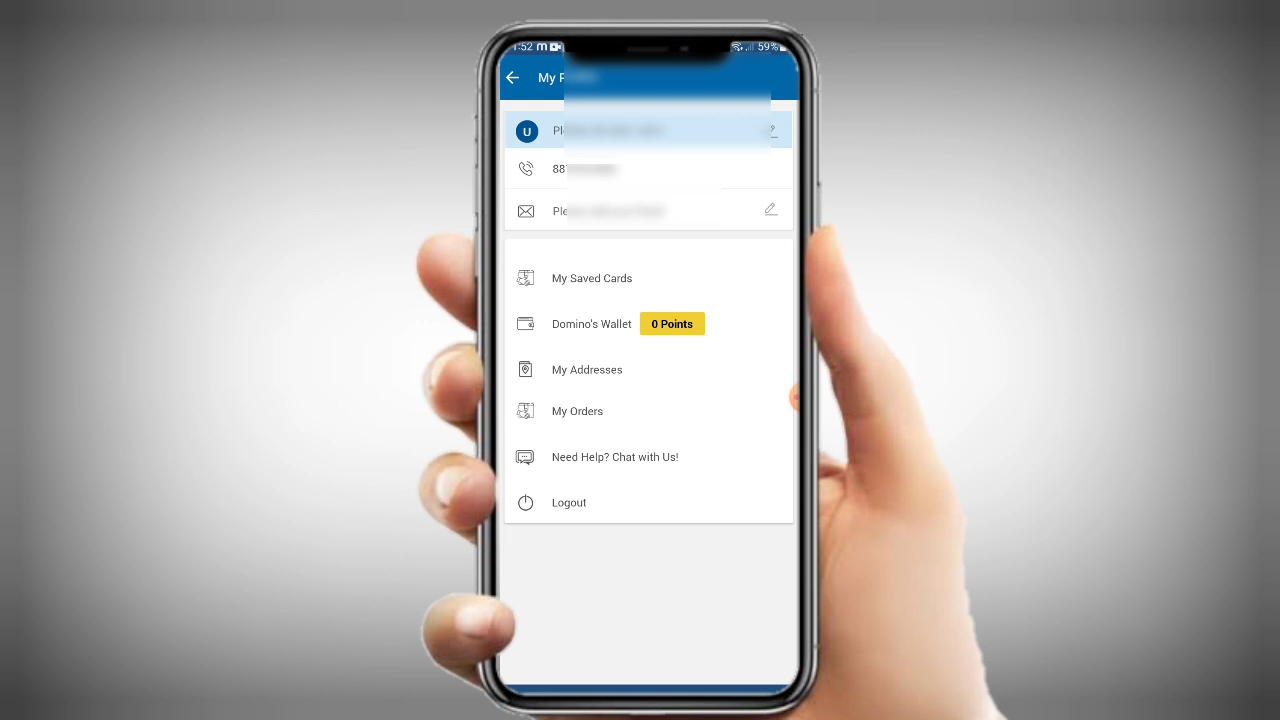 1:52 m 59%
My
U
88
My Saved Cards
Domino's Wallet 0 Points
My Addresses
My Orders
Need Help? Chat with Us!
Logout